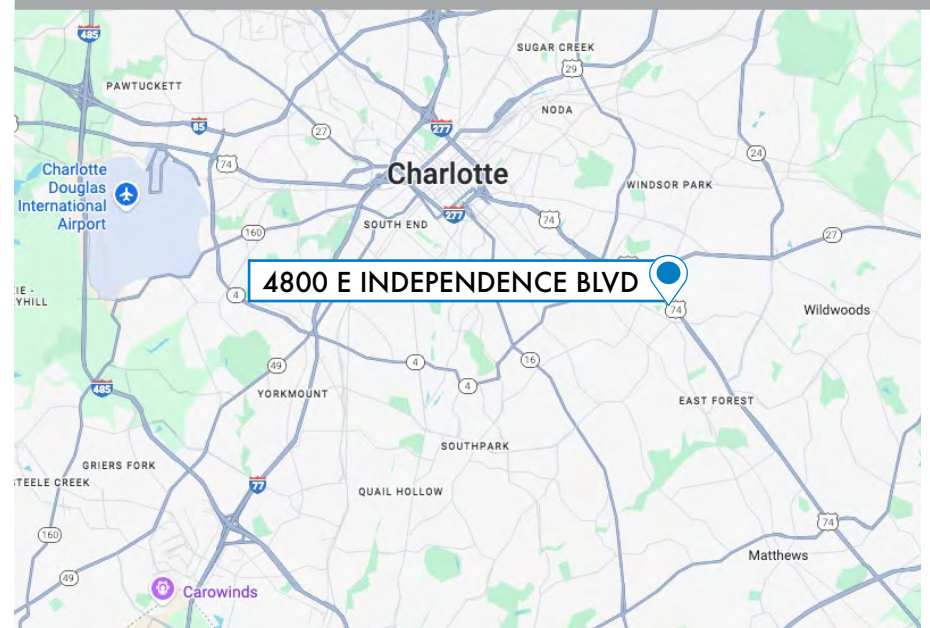 485
SUGAR CREEK
29
PAWTUCKETT
NODA
85
27
277
74
24
Charlotte
Charlotte
Douglas
International
Airport
WINDSOR PARK
277
74
SOUTH END
160
27
4800 E INDEPENDENCE BLVD
4
74
Wildwoods
49
4
16
4
485
YORKMOUNT
EAST FOREST
SOUTHPARK
GRIERS FORK
77
QUAIL HOLLOW
160
74
Matthews
49
Carowinds